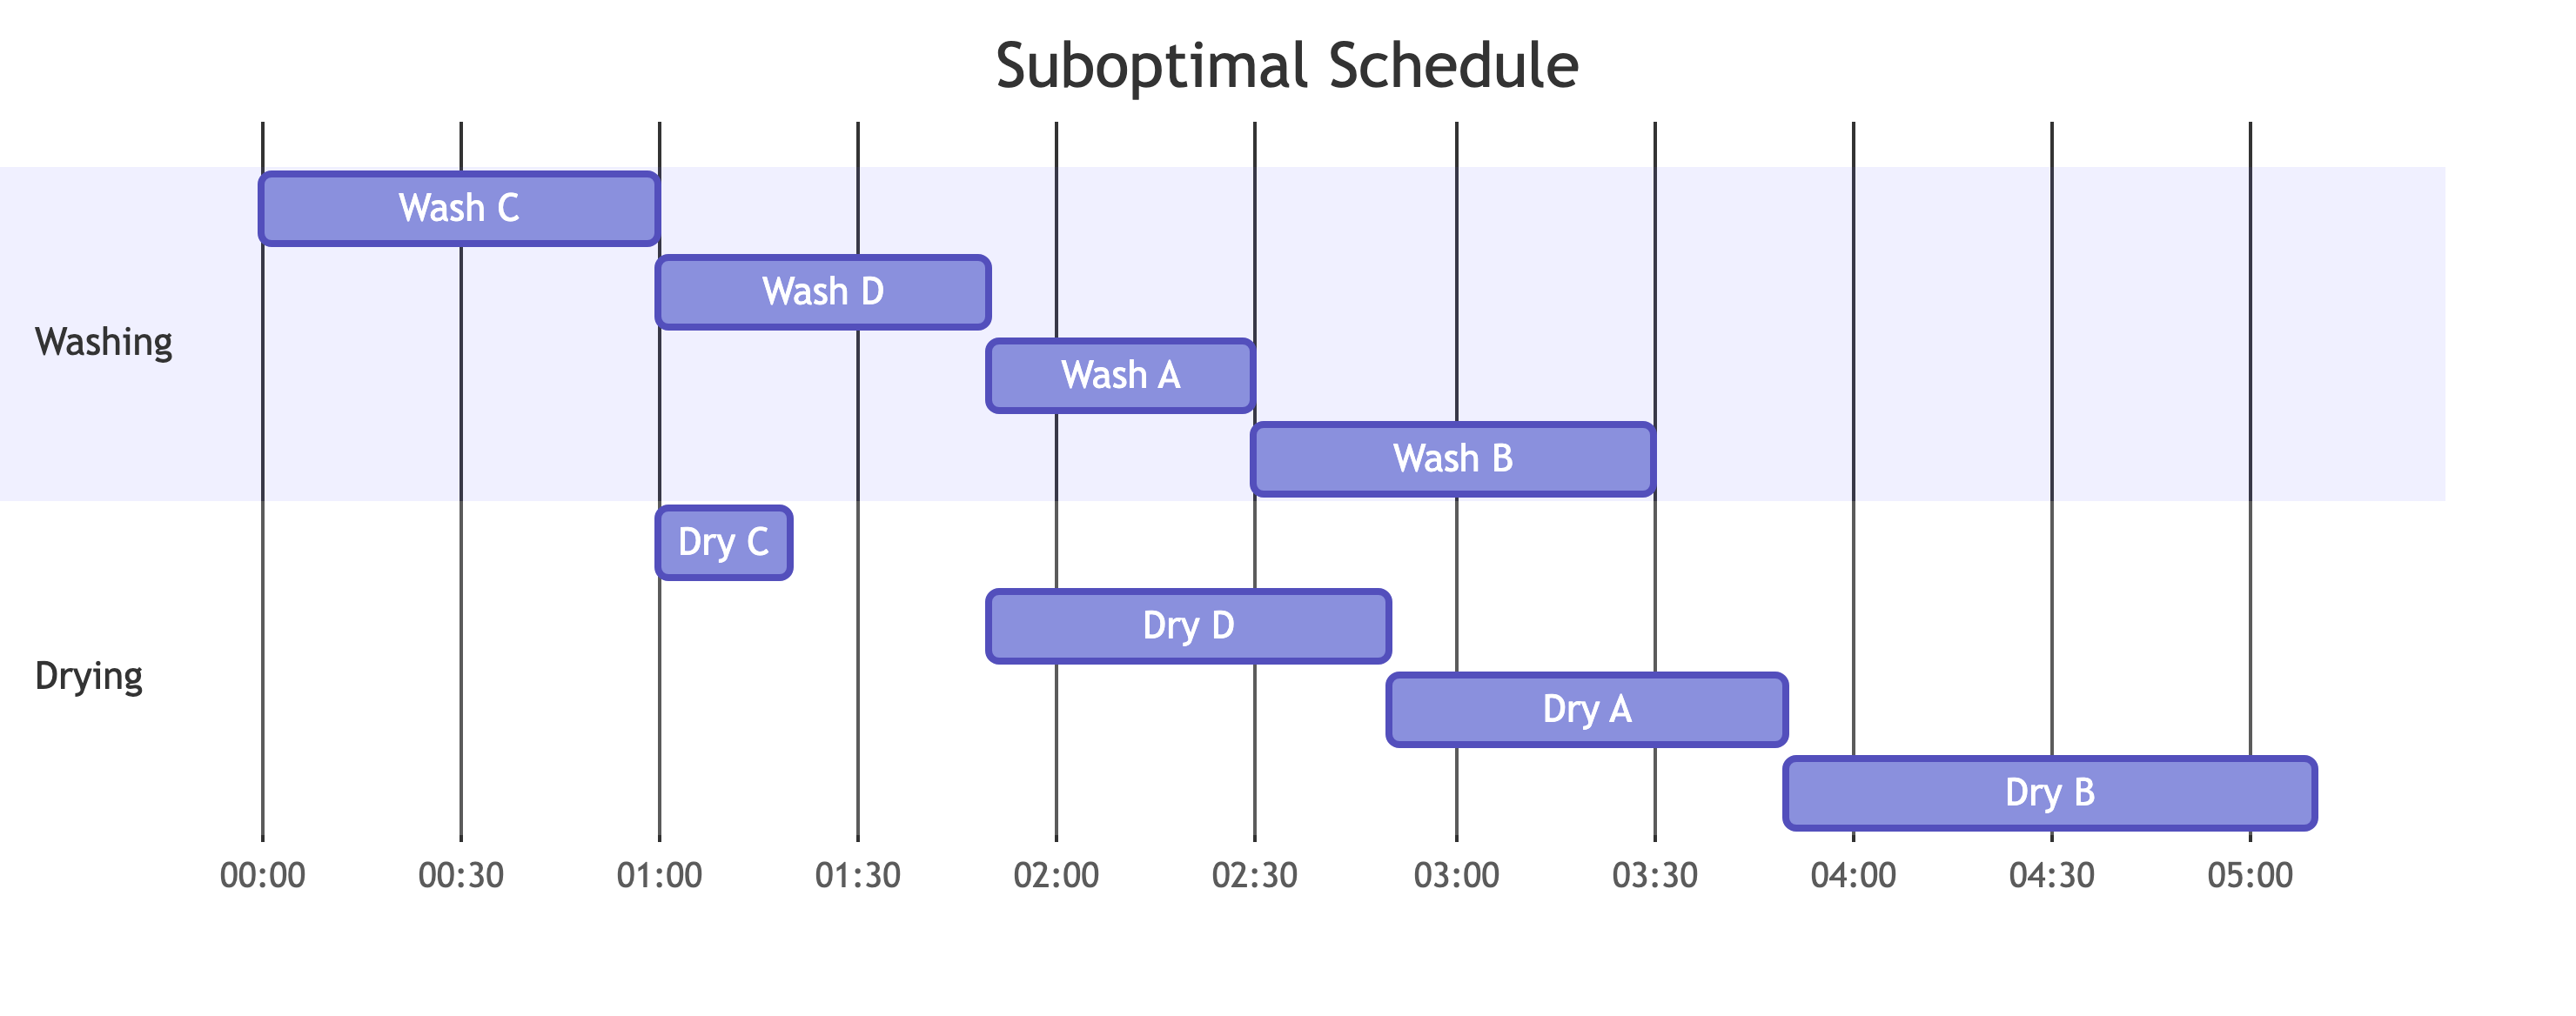 Suboptimal Schedule
Wash C
Wash D
Washing
Wash A
Wash B
Dry C
Dry D
Drying
Dry A
Dry B
00:00 00:30 01:00 01:30 02:00 02:30 03:00 03:30 04:00 04:30 05:00